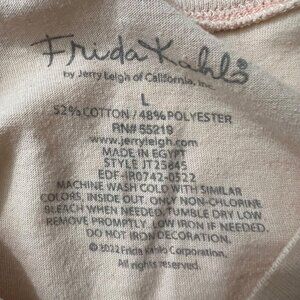 Frida Kahlo
by Jerry Leigh of California, Inc.
L
52% COTTON / 48% POLYESTER
RN# 55219
www.jerryleigh.com
MADE IN EGYPT
STYLE JT25845
EDF-IR0742-0522
MACHINE WASH COLD WITH SIMILAR
COLORS, INSIDE OUT. ONLY NON-CHLORINE
BLEACH WHEN NEEDED. TUMBLE DRY LOW
REMOVE PROMPTLY. LOW IRON IF NEEDED.
DO NOT IRON DECORATION.
© 2022 Frida Kahlo Corporation.
All rights reserved.